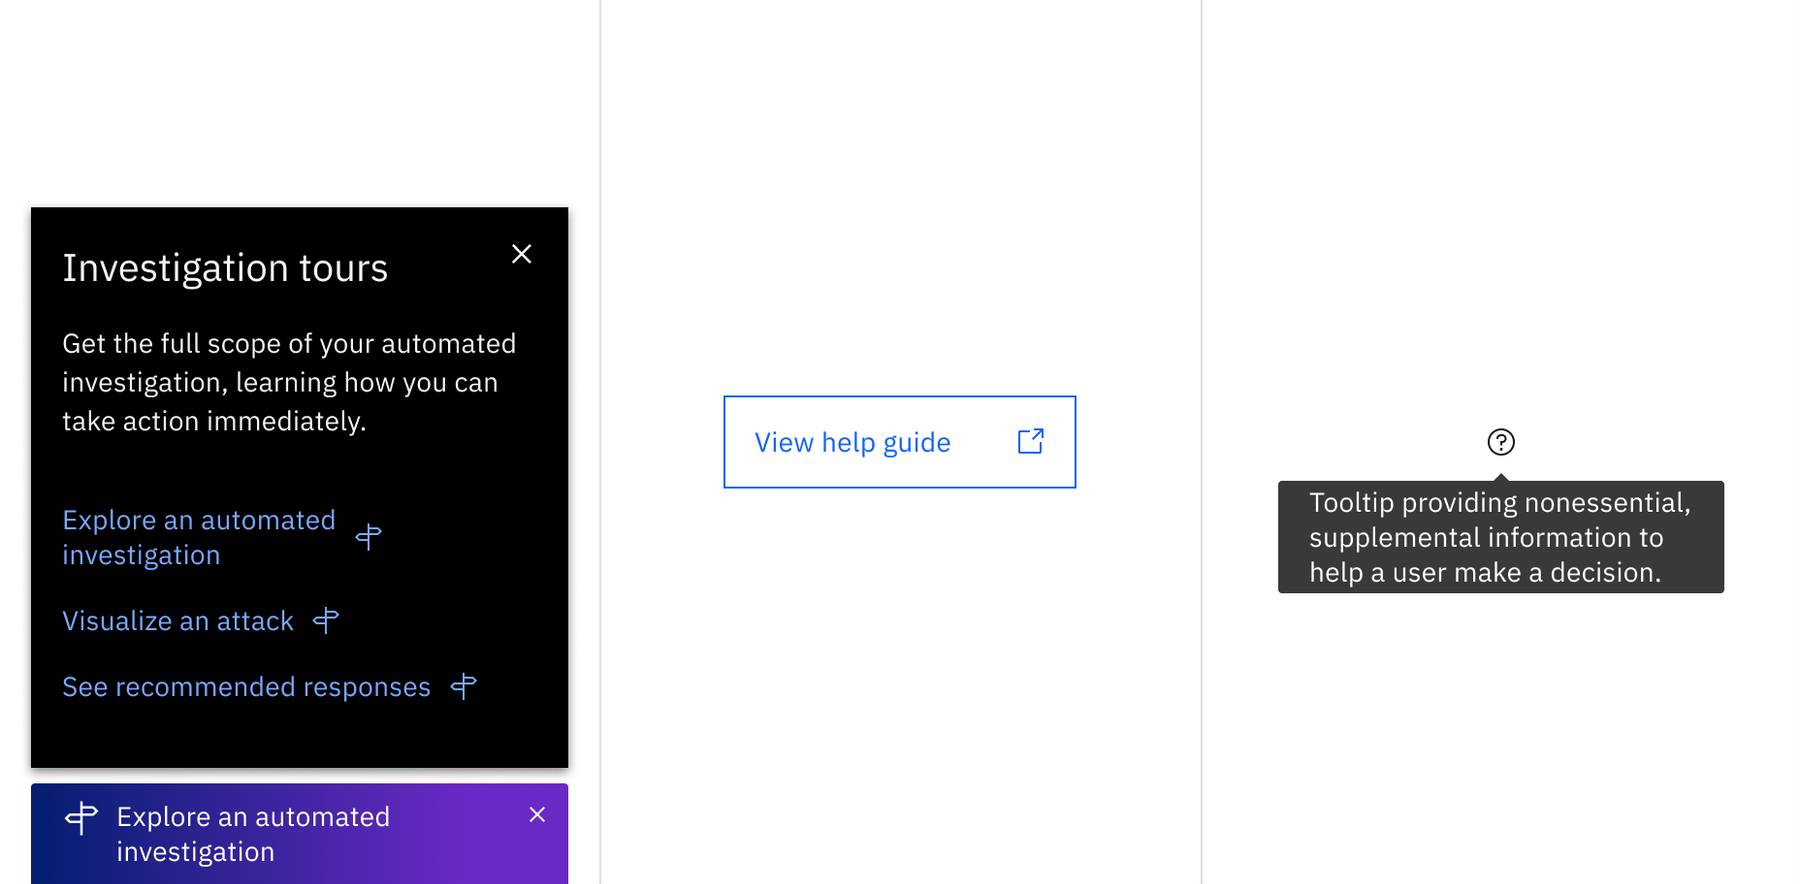 Investigation tours
Get the full scope of your automated
investigation, learning how you can
take action immediately.
Explore an automated
investigation
Visualize an attack
See recommended responses
Explore an automated
investigation
View help guide
Tooltip providing nonessential,
supplemental information to
help a user make a decision.